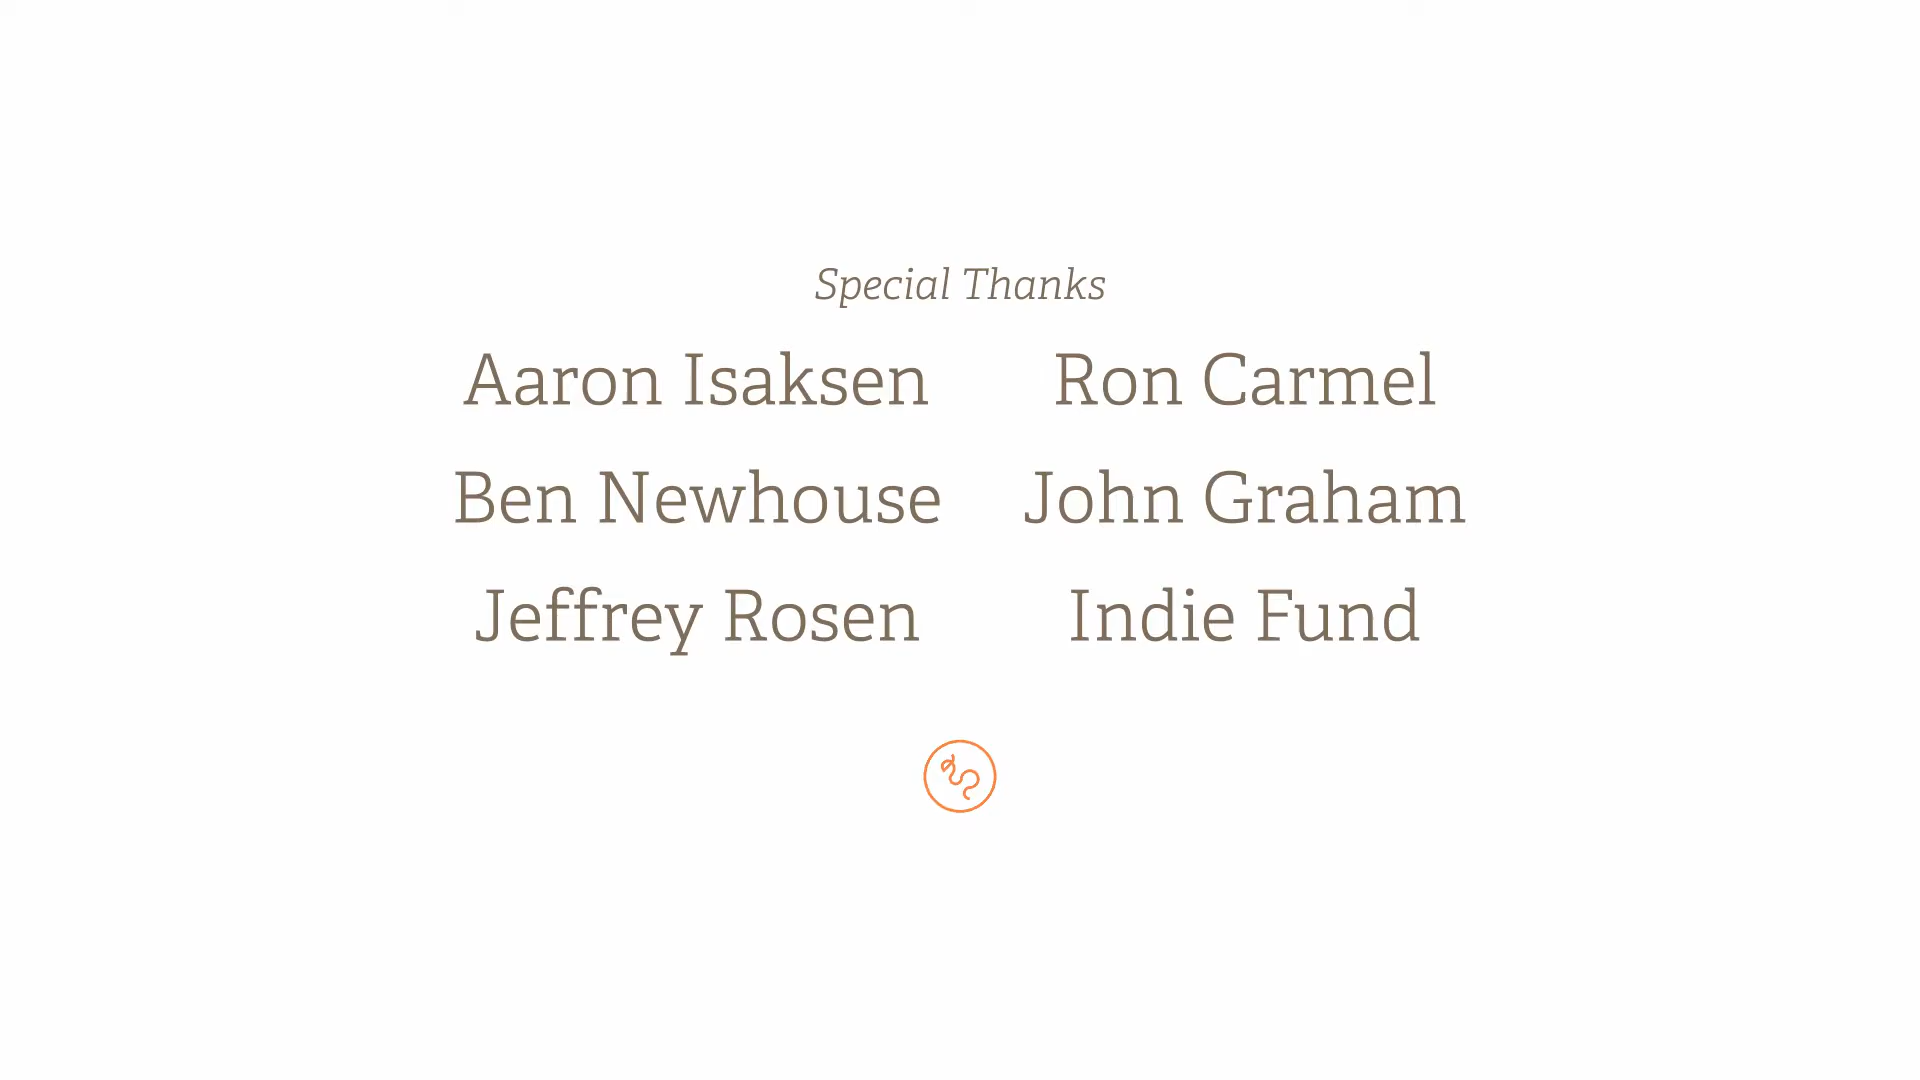 Special Thanks
Aaron Isaksen Ron Carmel
Ben Newhouse John Graham
Jeffrey Rosen Indie Fund